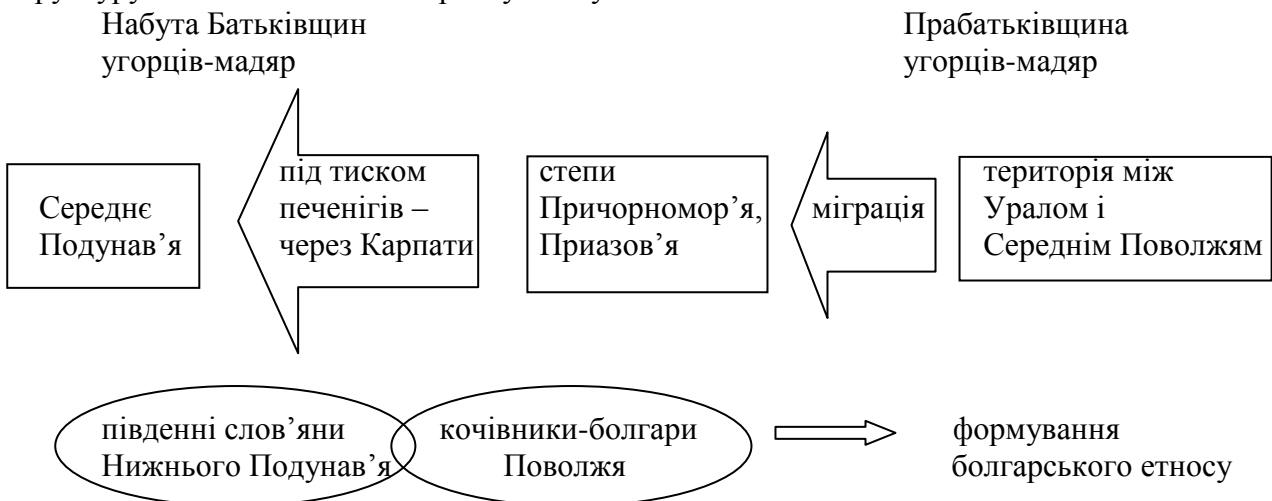 Набута Батьківщин
угорців-мадяр
Прабатьківщина
угорців-мадяр
Середнє
Подунав’я
під тиском
печенігів –
через Карпати
степи
Причорномор’я,
Приазов’я
міграція
територія між
Уралом і
Середнім Поволжям
південні слов’яни
Нижнього Подунав’я
кочівники-болгари
Поволжя
формування
болгарського етносу